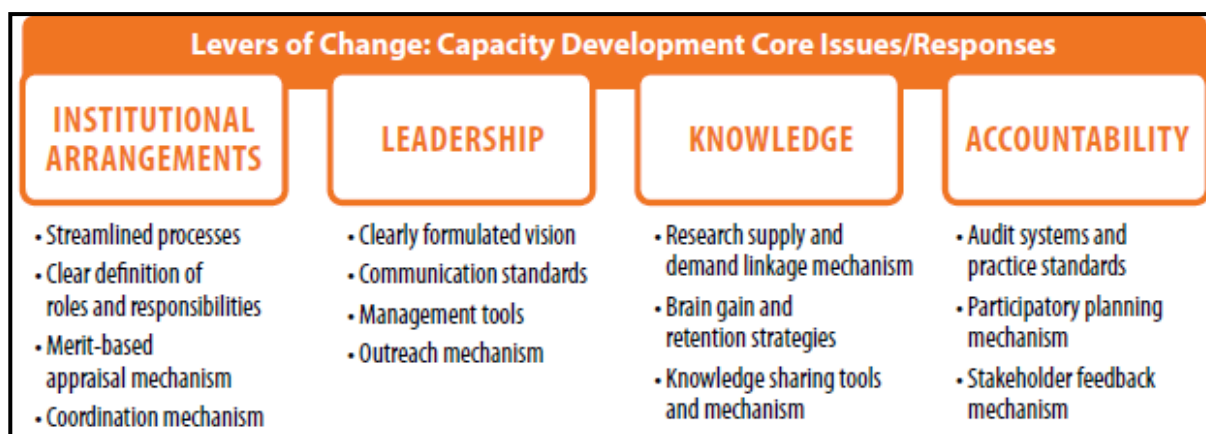 Levers of Change: Capacity Development Core Issues/Responses
INSTITUTIONAL
ARRANGEMENTS
• Streamlined processes
• Clear definition of
roles and responsibilities
• Merit-based
appraisal mechanism
• Coordination mechanism
LEADERSHIP
• Clearly formulated vision
• Communication standards
• Management tools
• Outreach mechanism
KNOWLEDGE
• Research supply and
demand linkage mechanism
• Brain gain and
retention strategies
• Knowledge sharing tools
and mechanism
ACCOUNTABILITY
• Audit systems and
practice standards
• Participatory planning
mechanism
• Stakeholder feedback
mechanism